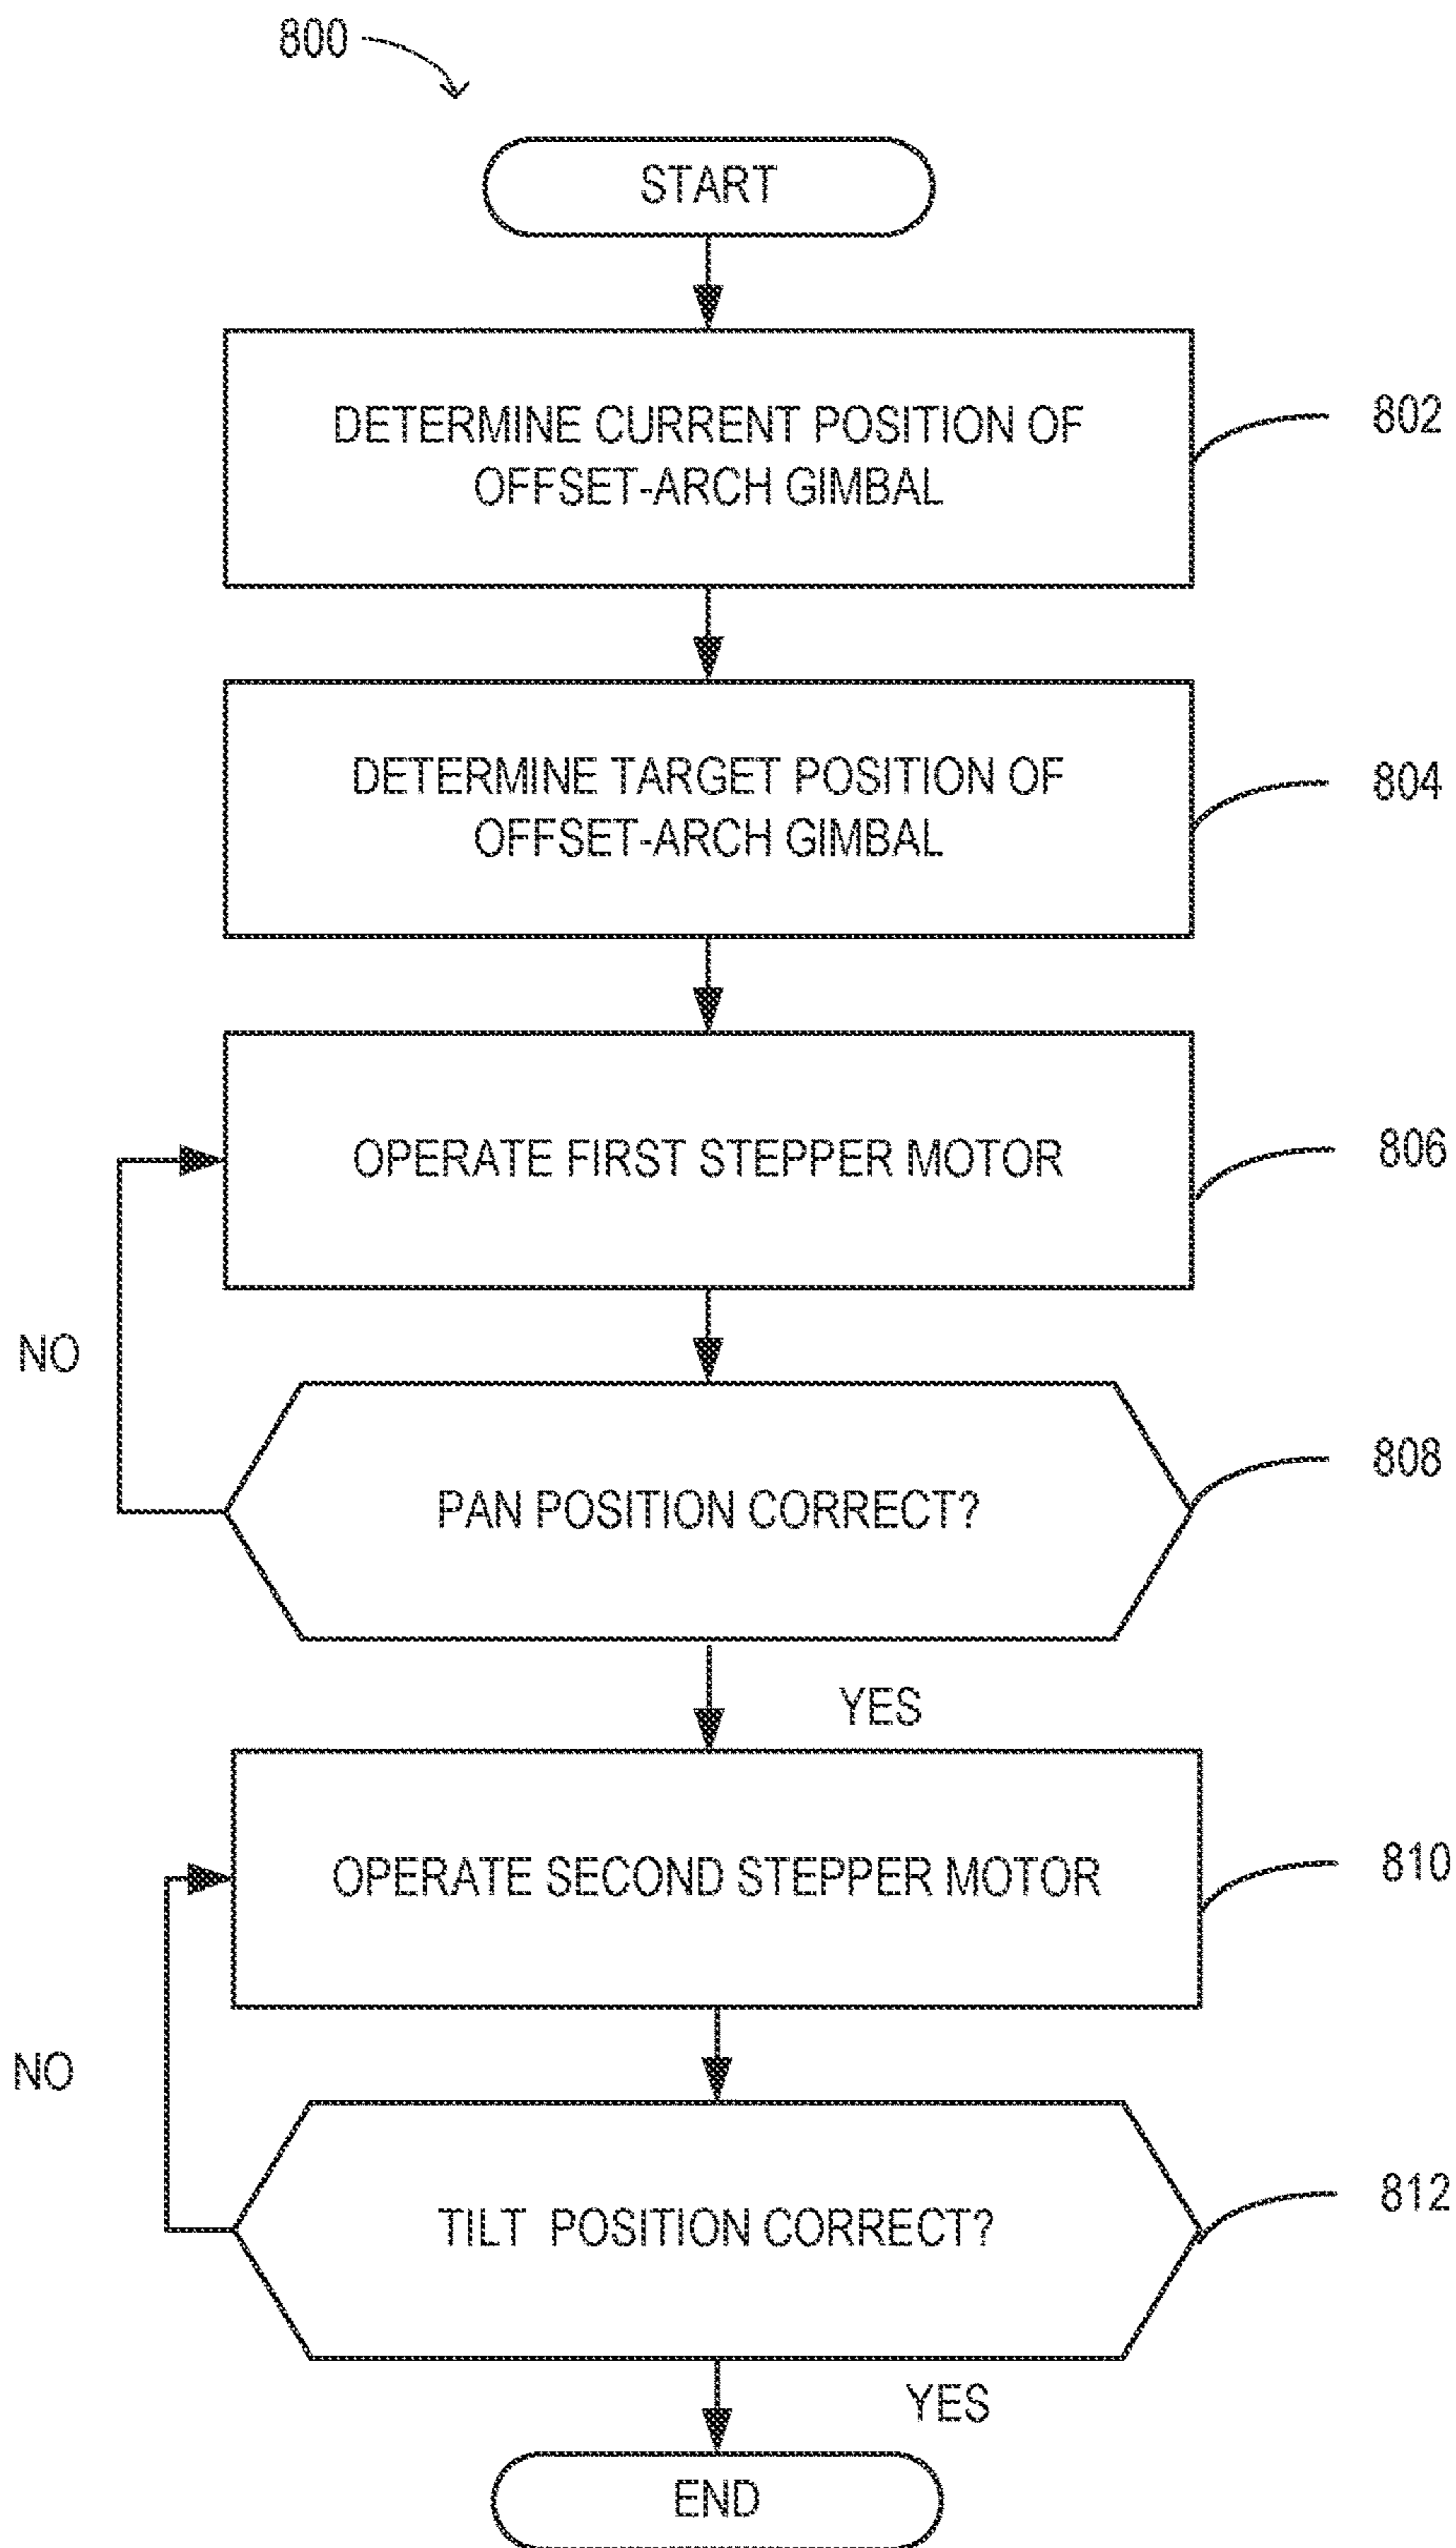 800
START
DETERMINE CURRENT POSITION OF
OFFSET-ARCH GIMBAL
802
DETERMINE TARGET POSITION OF
OFFSET-ARCH GIMBAL
804
OPERATE FIRST STEPPER MOTOR
806
NO
PAN POSITION CORRECT?
808
YES
OPERATE SECOND STEPPER MOTOR
810
NO
TILT POSITION CORRECT?
812
YES
END